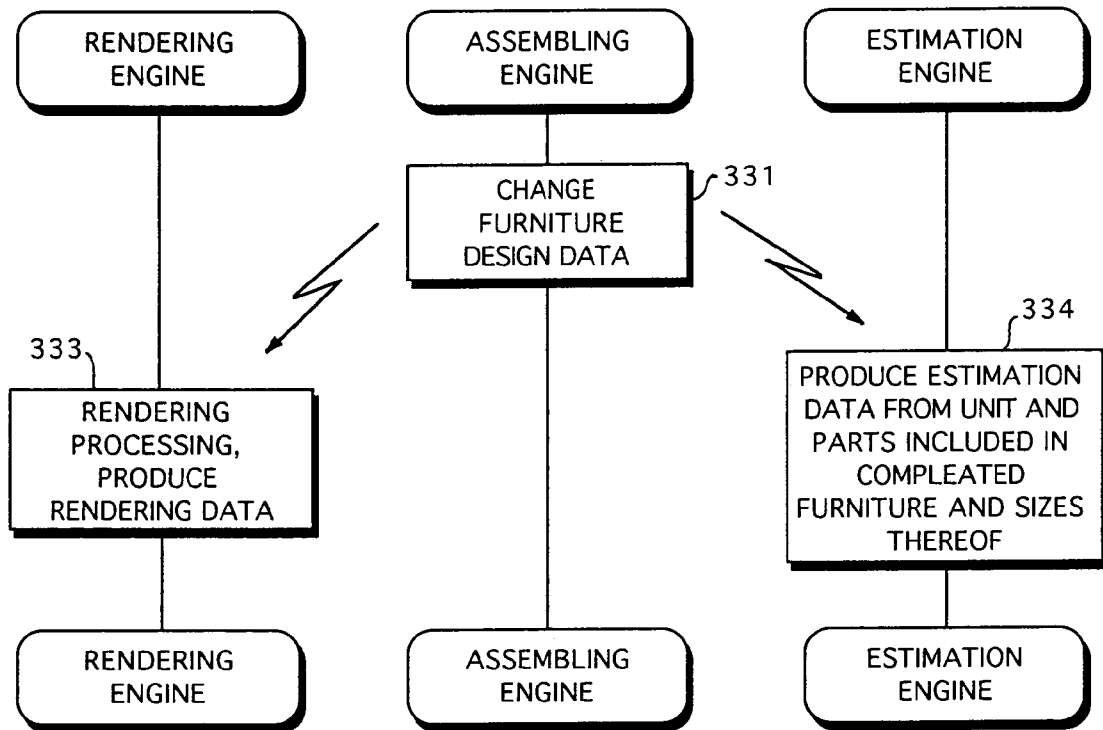 RENDERING
ENGINE
ASSEMBLING
ENGINE
ESTIMATION
ENGINE
CHANGE
FURNITURE
DESIGN DATA
331
333
RENDERING
PROCESSING,
PRODUCE
RENDERING DATA
334
PRODUCE ESTIMATION
DATA FROM UNIT AND
PARTS INCLUDED IN
COMPLEATED
FURNITURE AND SIZES
THEREOF
RENDERING
ENGINE
ASSEMBLING
ENGINE
ESTIMATION
ENGINE